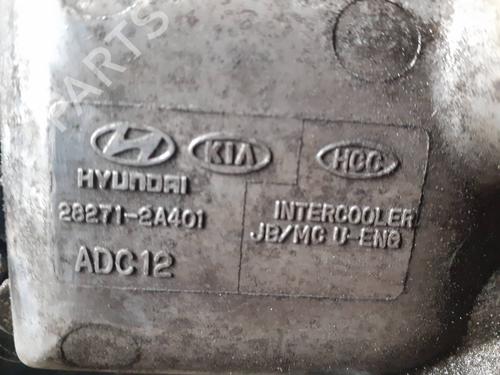 PARTS
KIA
HCC
HYUNDAI
28271-2A401
INTERCOOLER
JB/MC U-ENG
ADC12